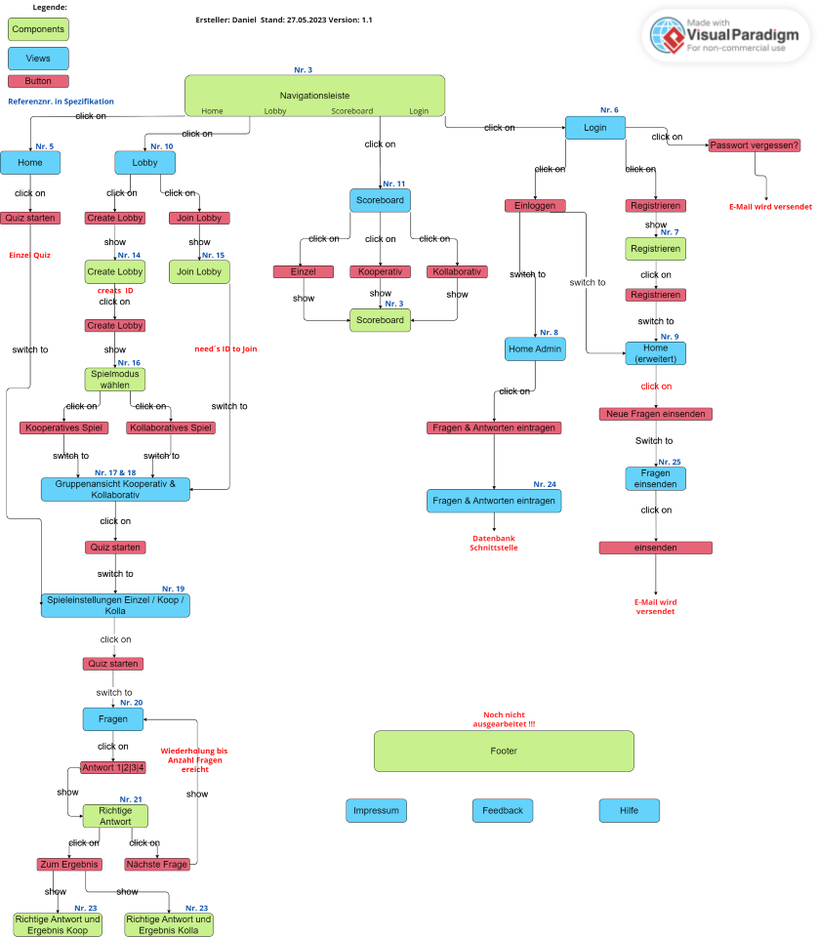 Legende:
Components
Views
Button
Referenznr. in Spezifikation
Ersteller: Daniel  Stand: 27.05.2023 Version: 1.1
Made with
VisualParadigm
For non-commercial use
Nr. 3
Navigationsleiste
Home
Lobby
Scoreboard
Login
click on
click on
click on
click on
Nr. 5
Home
click on
Quiz starten
Einzel Quiz
switch to
Nr. 10
Lobby
click on
click on
Create Lobby
Join Lobby
show
show
Nr. 14
Create Lobby
Nr. 15
Join Lobby
creats ID
click on
Create Lobby
show
need´s ID to Join
switch to
Nr. 16
Spielmodus
wählen
click on
click on
Kooperatives Spiel
Kollaboratives Spiel
switch to
switch to
Nr. 17 & 18
Gruppenansicht Kooperativ &
Kollaborativ
click on
Quiz starten
switch to
Nr. 19
Spieleinstellungen Einzel / Koop /
Kolla
click on
Quiz starten
switch to
Nr. 20
Fragen
click on
Wiederholung bis
Anzahl Fragen
ereicht
Antwort 1|2|3|4
show
show
Nr. 21
Richtige
Antwort
click on
click on
Zum Ergebnis
Nächste Frage
show
show
Nr. 23
Richtige Antwort und
Ergebnis Koop
Nr. 23
Richtige Antwort und
Ergebnis Kolla
Nr. 11
Scoreboard
click on
click on
click on
Einzel
Kooperativ
Kollaborativ
show
show
show
Nr. 3
Scoreboard
Nr. 6
Login
click on
Passwort vergessen?
E-Mail wird versendet
click on
click on
Einloggen
Registrieren
show
Nr. 7
Registrieren
switch to
switch to
click on
Registrieren
switch to
Nr. 8
Home Admin
Nr. 9
Home
(erweitert)
click on
click on
Fragen & Antworten eintragen
Neue Fragen einsenden
Switch to
Nr. 24
Fragen & Antworten eintragen
Datenbank
Schnittstelle
Nr. 25
Fragen
einsenden
click on
einsenden
E-Mail wird
versendet
Noch nicht
ausgearbeitet !!!
Footer
Impressum
Feedback
Hilfe